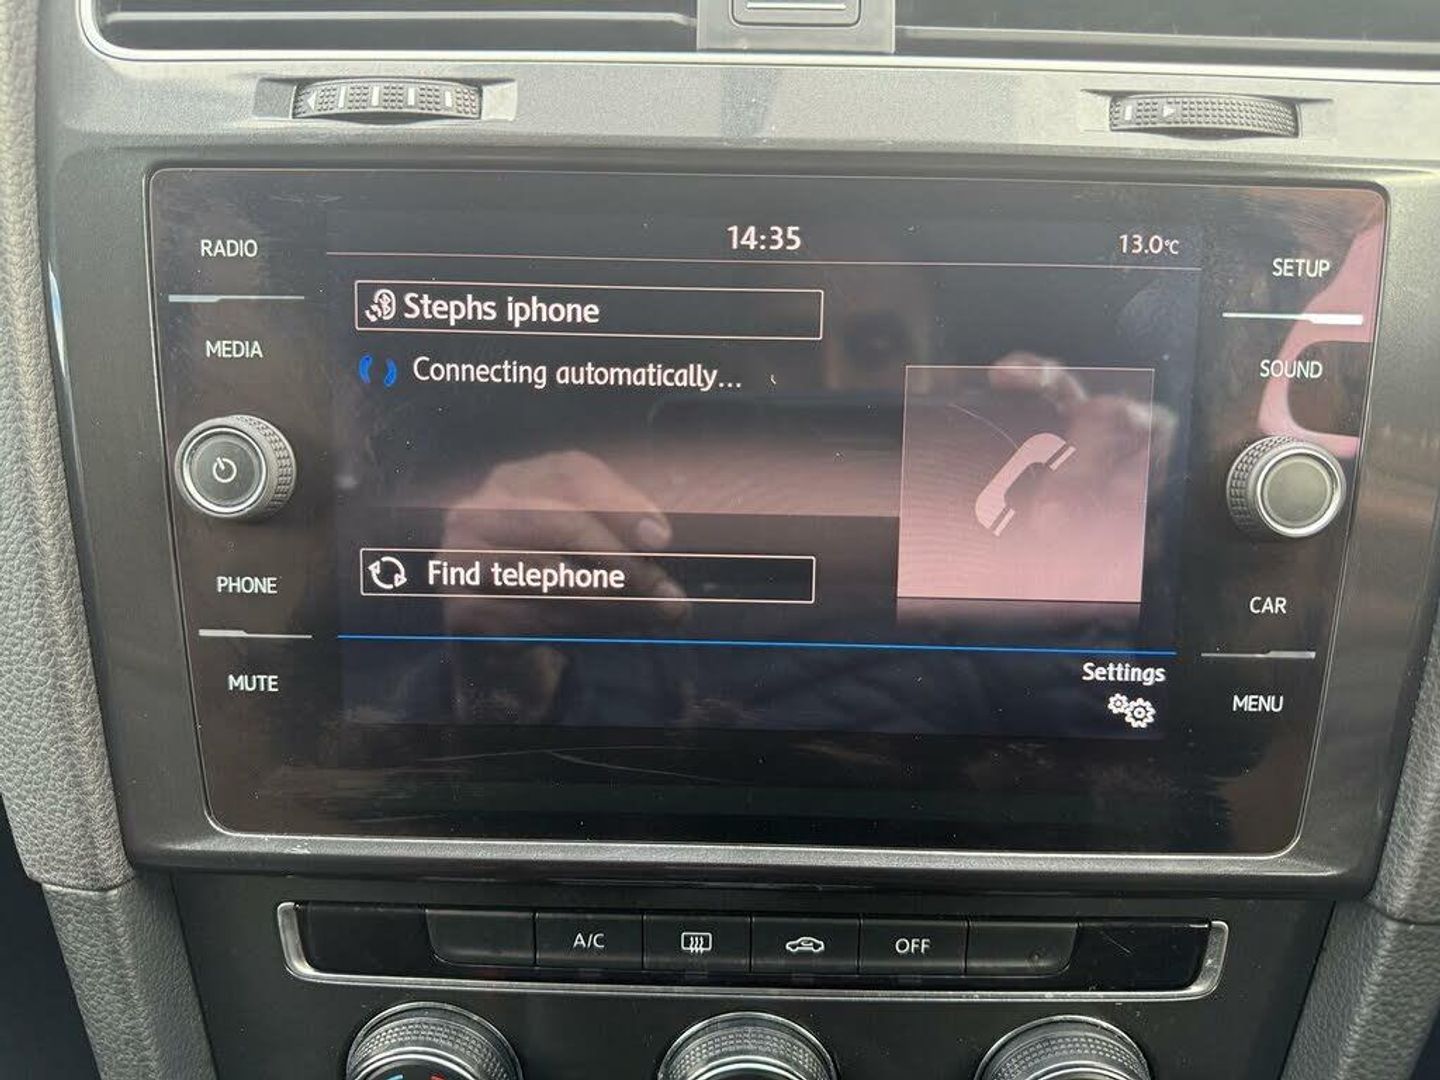 14:35
13.0°C
RADIO
MEDIA
PHONE
MUTE
Stephs iphone
Connecting automatically...
Find telephone
Settings
SETUP
SOUND
CAR
MENU
A/C
OFF